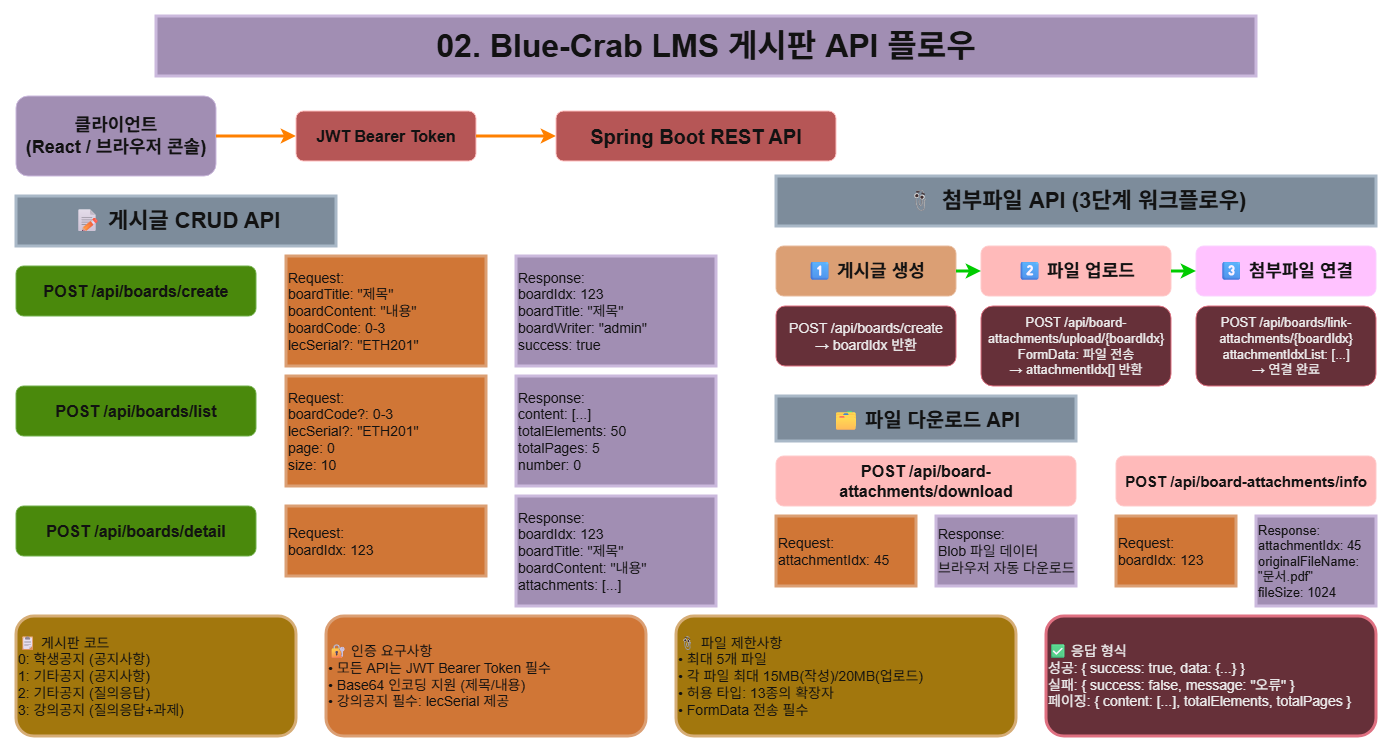 02. Blue-Crab LMS 게시판 API 플로우
클라이언트
(React / 브라우저 콘솔)
JWT Bearer Token
Spring Boot REST API
📝 게시글 CRUD API
POST /api/boards/create
Request:
boardTitle: "제목"
boardContent: "내용"
boardCode: 0-3
lecSerial?: "ETH201"
Response:
boardIdx: 123
boardTitle: "제목"
boardWriter: "admin"
success: true
POST /api/boards/list
Request:
boardCode?: 0-3
lecSerial?: "ETH201"
page: 0
size: 10
Response:
content: [...]
totalElements: 50
totalPages: 5
number: 0
POST /api/boards/detail
Request:
boardIdx: 123
Response:
boardIdx: 123
boardTitle: "제목"
boardContent: "내용"
attachments: [...]
첨부파일 API (3단계 워크플로우)
1️⃣ 게시글 생성
2️⃣ 파일 업로드
3️⃣ 첨부파일 연결
POST /api/boards/create
→ boardIdx 반환
POST /api/board-
attachments/upload/{boardIdx}
FormData: 파일 전송
→ attachmentIdx[] 반환
POST /api/boards/link-
attachments/{boardIdx}
attachmentIdxList: [...]
→ 연결 완료
🗂️ 파일 다운로드 API
POST /api/board-
attachments/download
POST /api/board-attachments/info
Request:
attachmentIdx: 45
Response:
Blob 파일 데이터
브라우저 자동 다운로드
Request:
boardIdx: 123
Response:
attachmentIdx: 45
originalFileName:
"문서.pdf"
fileSize: 1024
📋 게시판 코드
0: 학생공지 (공지사항)
1: 기타공지 (공지사항)
2: 기타공지 (질의응답)
3: 강의공지 (질의응답+과제)
🔐 인증 요구사항
• 모든 API는 JWT Bearer Token 필수
• Base64 인코딩 지원 (제목/내용)
• 강의공지 필수: lecSerial 제공
파일 제한사항
• 최대 5개 파일
• 각 파일 최대 15MB(작성)/20MB(업로드)
• 허용 타입: 13종의 확장자
• FormData 전송 필수
✅ 응답 형식
성공: { success: true, data: {...} }
실패: { success: false, message: "오류" }
페이징: { content: [...], totalElements, totalPages }